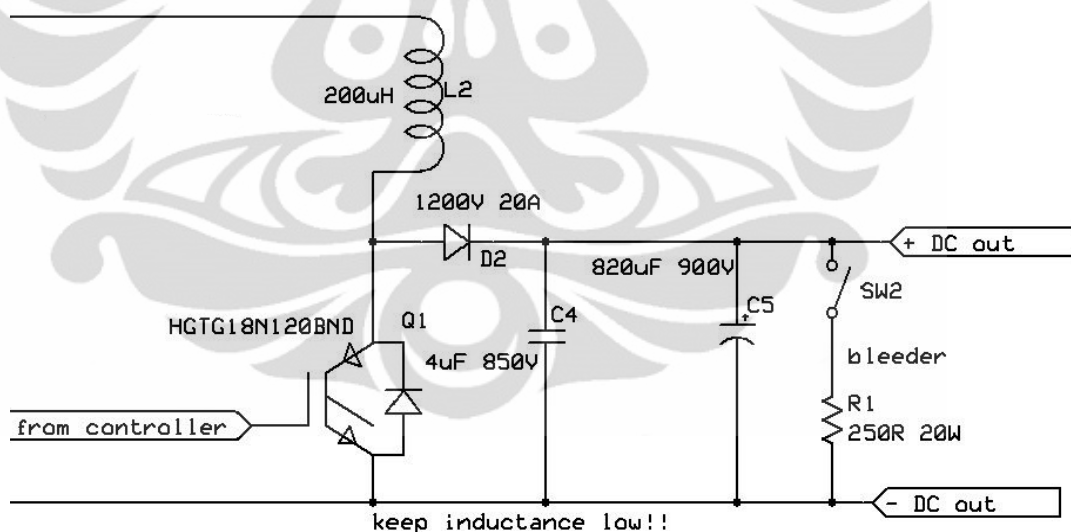 200uH
L2
1200V 20A
D2
+ DC out
820uF 900V
SW2
C5
C4
HGTG18N120BND
Q1
4uF 850V
bleeder
R1
250R 20W
from controller
- DC out
keep inductance low!!